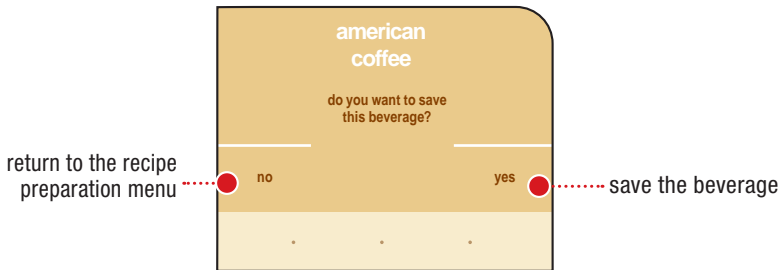 american
coffee
do you want to save
this beverage?
return to the recipe
preparation menu
no
yes
save the beverage